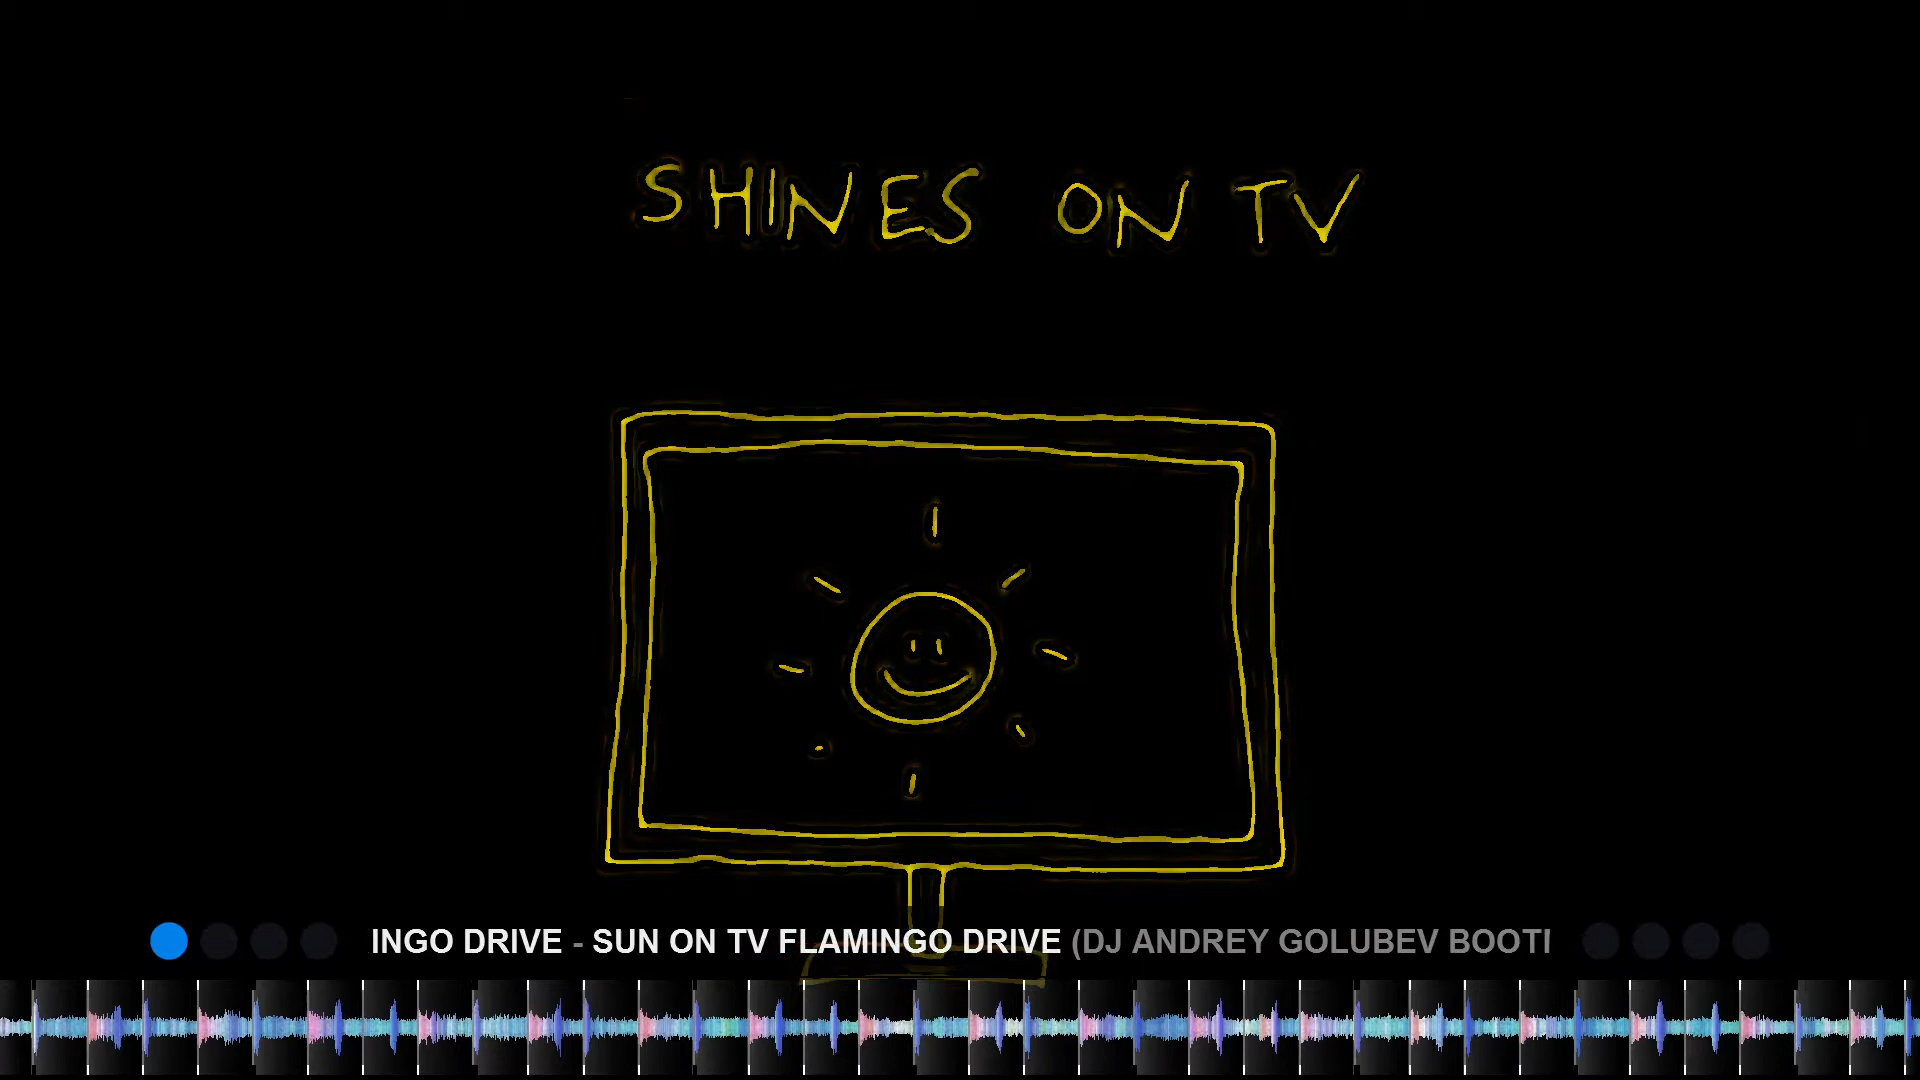 SHINES ON TV
INGO DRIVE - SUN ON TV FLAMINGO DRIVE (DJ ANDREY GOLUBEV BOOTI